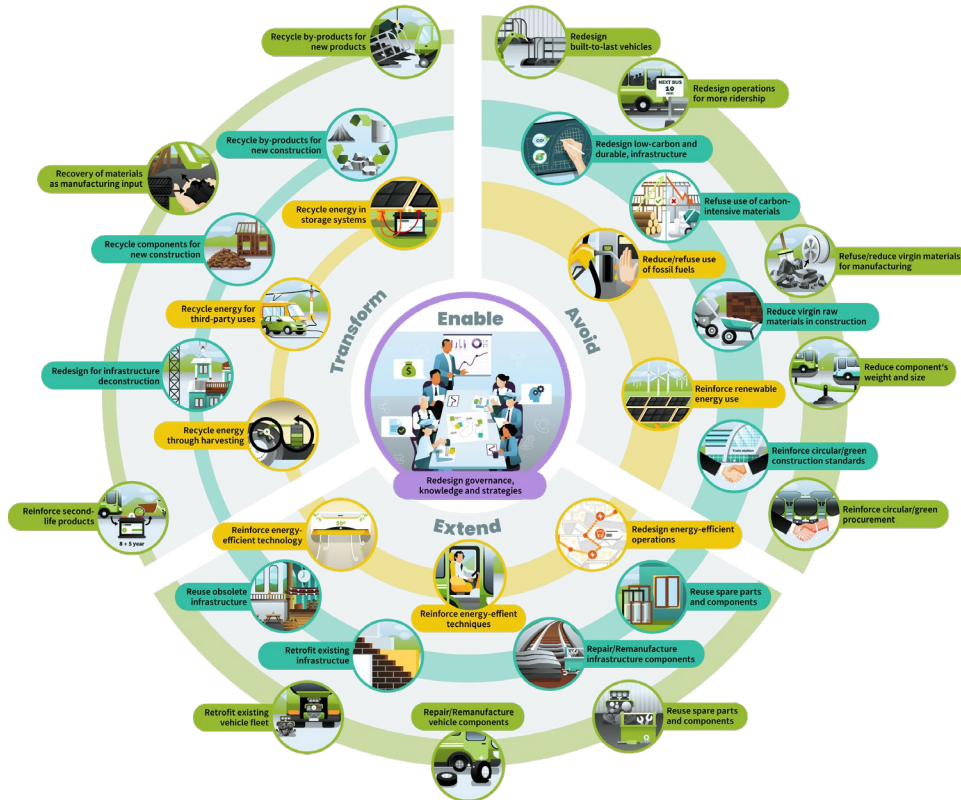 Recycle by-products for
new products
Redesign
built-to-last vehicles
NEXT BUS
10
Redesign operations
for more ridership
Recycle by-products for
new construction
Redesign low-carbon and
durable, infrastructure
Recovery of materials
as manufacturing input
Recycle energy in
storage systems
Refuse use of carbon-
intensive materials
Recycle components for
new construction
Reduce/refuse use
of fossil fuels
Refuse/reduce virgin materials
for manufacturing
Recycle energy for
third-party uses
Transform
Enable
Avoid
Reduce virgin raw
materials in construction
Redesign for infrastructure
deconstruction
Reduce component's
weight and size
Reinforce renewable
energy use
Recycle energy
through harvesting
Reinforce circular/green
construction standards
Redesign governance,
knowledge and strategies
Reinforce second-
life products
8 + 5 year
Reinforce circular/green
procurement
Extend
Reinforce energy-
efficient technology
Redesign energy-efficient
operations
Reuse obsolete
infrastructure
Reinforce energy-effient
techniques
Reuse spare parts
and components
Retrofit existing
infrastructue
Repair/Remanufacture
infrastructure components
Retrofit existing
vehicle fleet
Repair/Remanufacture
vehicle components
Reuse spare parts
and components